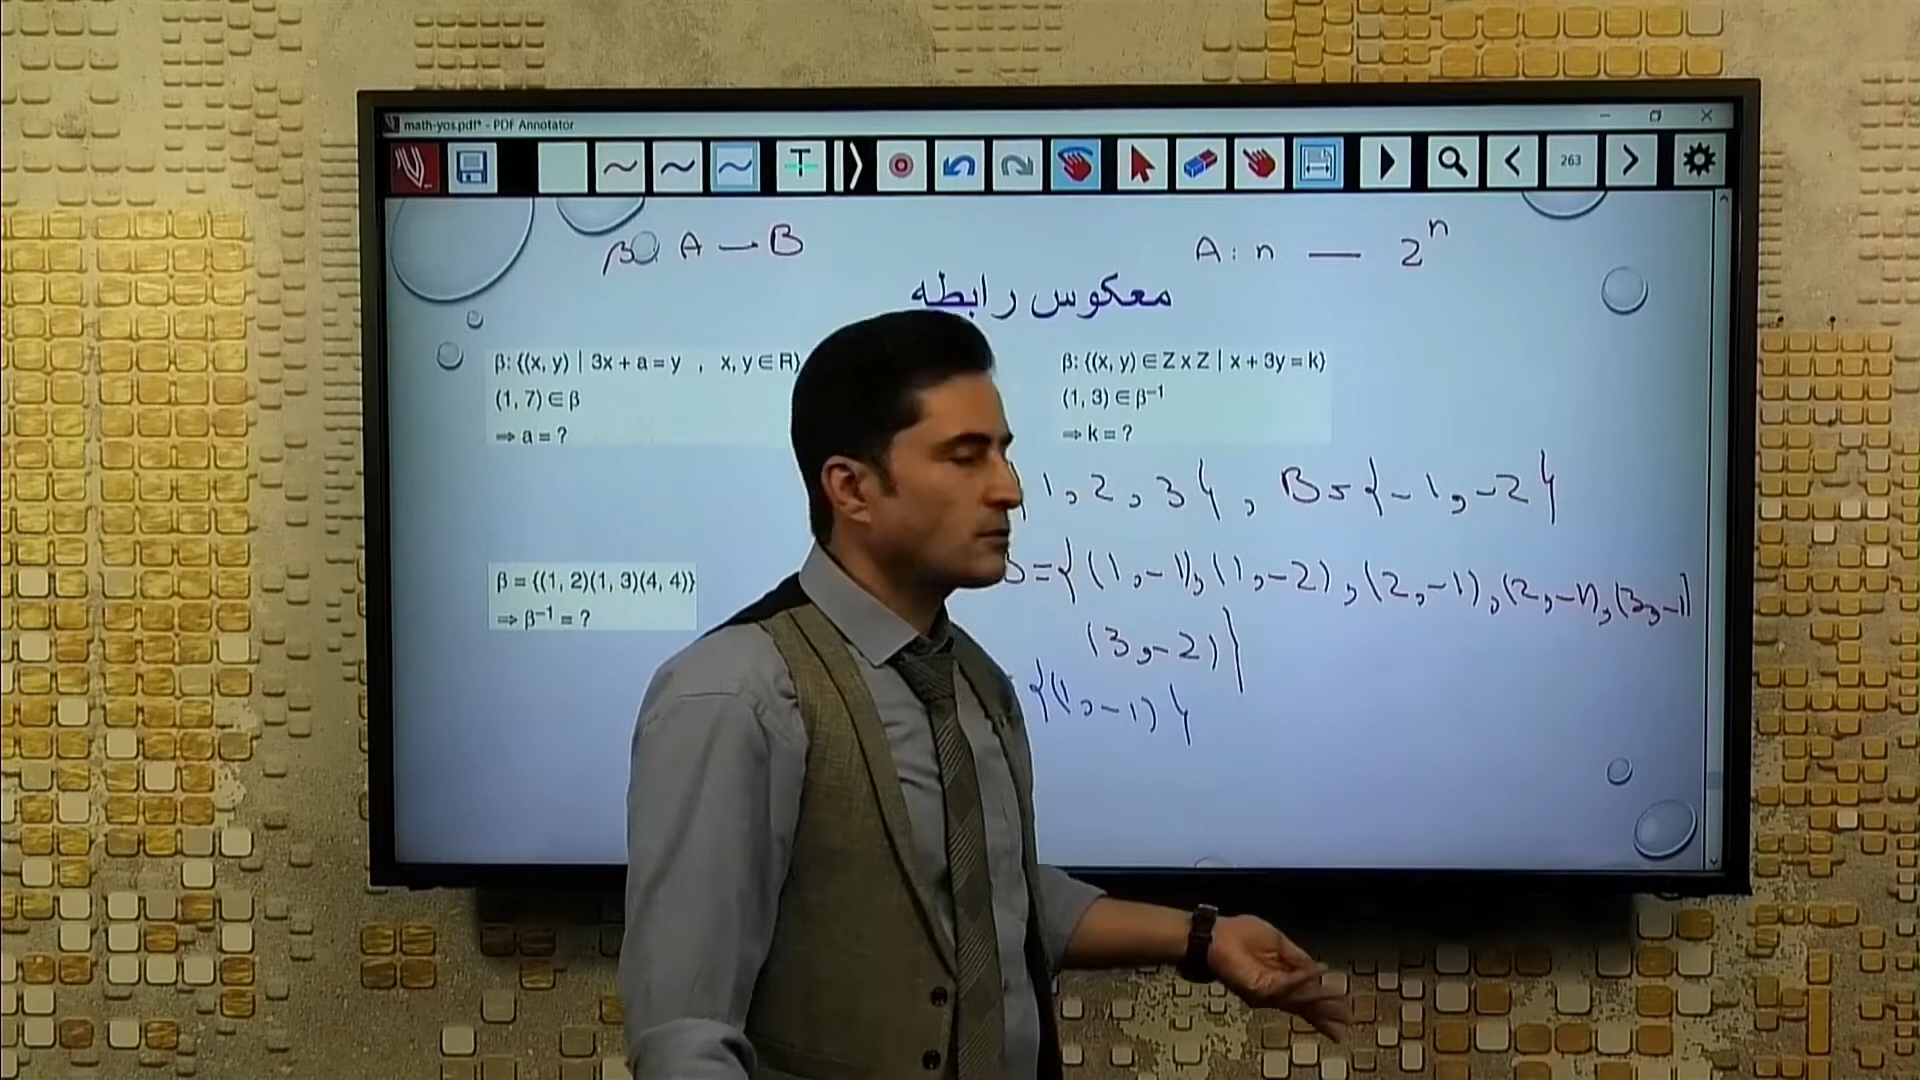 math-yos.pdf* - PDF Annotator
263
β: A — B
A: n — 2ⁿ
معكوس رابطه
β: {(x, y) | 3x + a = y , x, y ∈ R}
(1, 7) ∈ β
⇒ a = ?
β: {(x, y) ∈ Z x Z | x + 3y = k}
(1, 3) ∈ β⁻¹
⇒ k = ?
1, 2, 3} , B = {-1, -2}
β = {(1, 2)(1, 3)(4, 4)}
⇒ β⁻¹ = ?
= {(1, -1), (1, -2), (2, -1), (2, -2), (3, -1)
(3, -2)}
{(1, -1)}